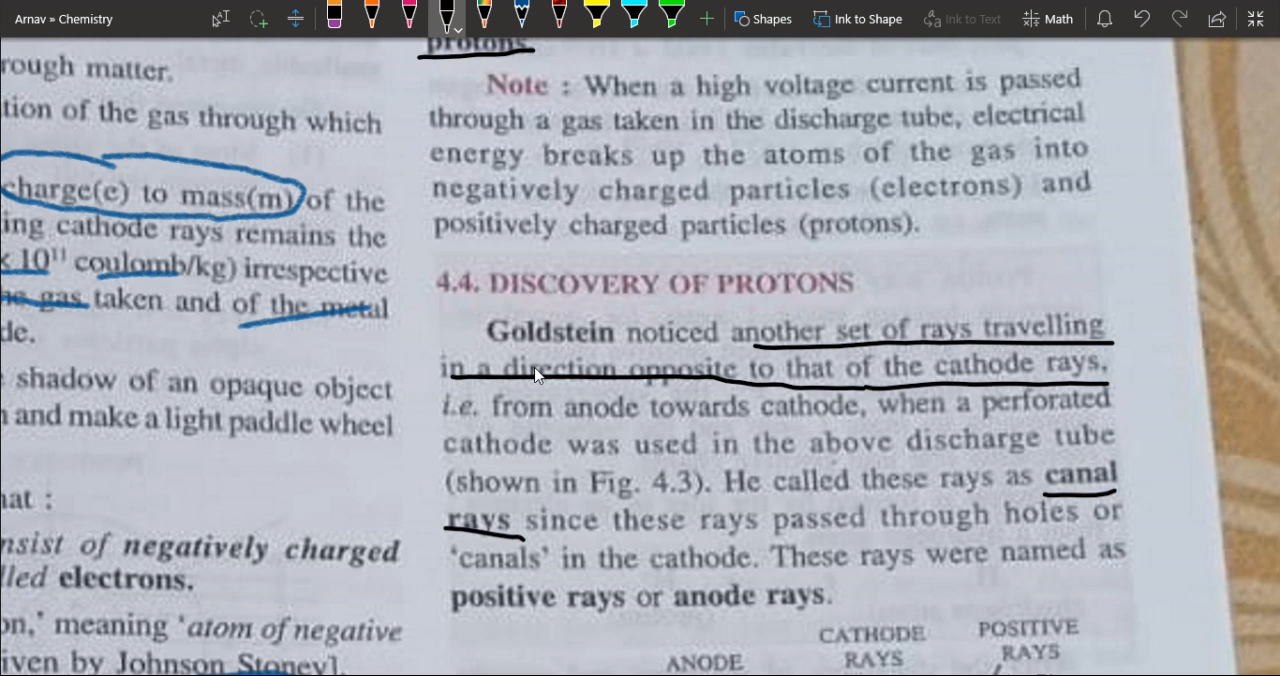 Arnav » Chemistry
Shapes
Ink to Shape
Ink to Text
Math
rough matter.
tion of the gas through which
charge(e) to mass(m) of the
ing cathode rays remains the
10¹¹ coulomb/kg) irrespective
gas taken and of the metal
de.
shadow of an opaque object
and make a light paddle wheel
nat :
nsist of negatively charged
lled electrons.
on,' meaning 'atom of negative
iven by Johnson Stoney].
protons.
Note : When a high voltage current is passed
through a gas taken in the discharge tube, electrical
energy breaks up the atoms of the gas into
negatively charged particles (electrons) and
positively charged particles (protons).
4.4. DISCOVERY OF PROTONS
Goldstein noticed another set of rays travelling
in a direction opposite to that of the cathode rays,
i.e. from anode towards cathode, when a perforated
cathode was used in the above discharge tube
(shown in Fig. 4.3). He called these rays as canal
rays since these rays passed through holes or
'canals' in the cathode. These rays were named as
positive rays or anode rays.
CATHODE
RAYS
POSITIVE
RAYS
ANODE